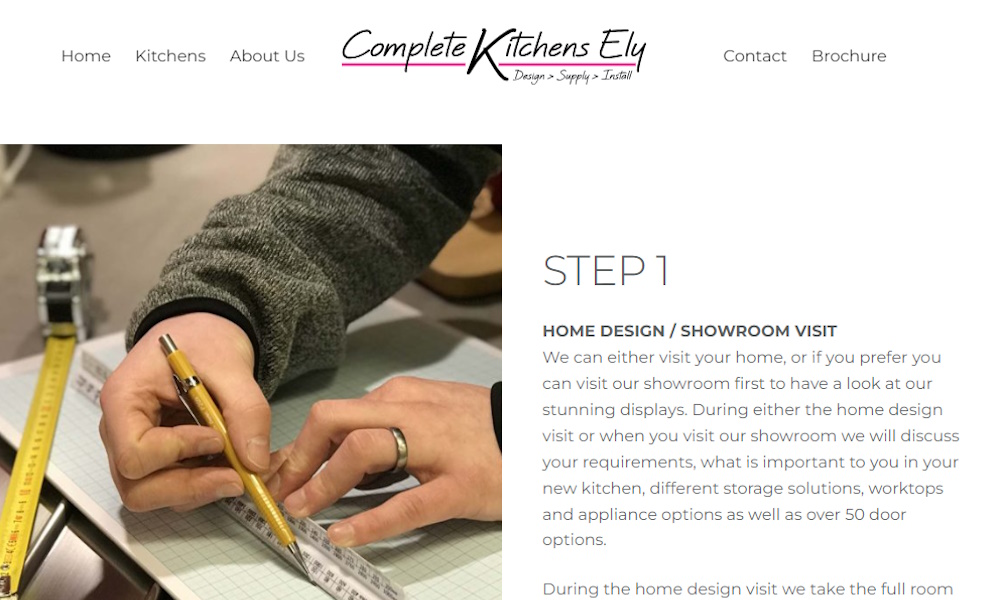 Home Kitchens About Us Complete Kitchens Ely Contact Brochure
Design > Supply > Install
STEP 1
HOME DESIGN / SHOWROOM VISIT
We can either visit your home, or if you prefer you
can visit our showroom first to have a look at our
stunning displays. During either the home design
visit or when you visit our showroom we will discuss
your requirements, what is important to you in your
new kitchen, different storage solutions, worktops
and appliance options as well as over 50 door
options.
During the home design visit we take the full room